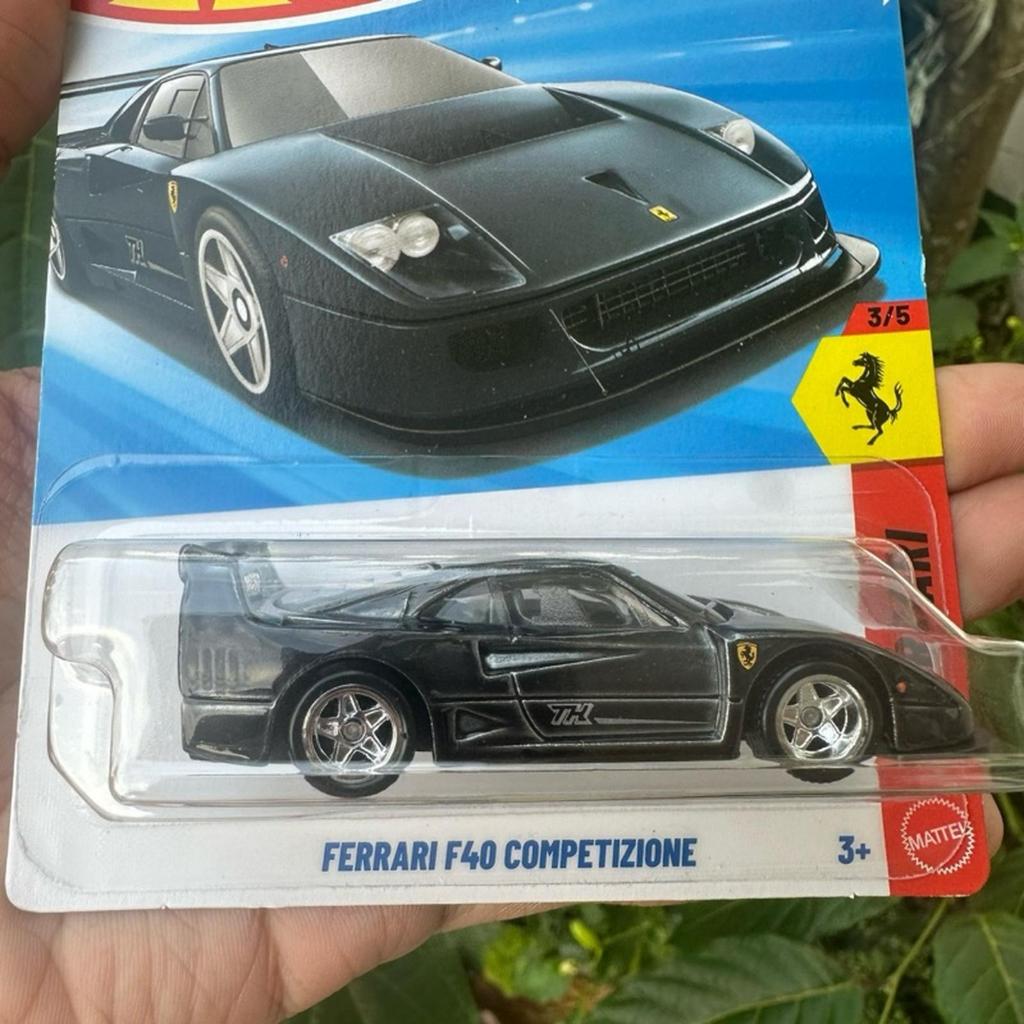 TH
3/5
TH
FERRARI F40 COMPETIZIONE
3+
MATTEL